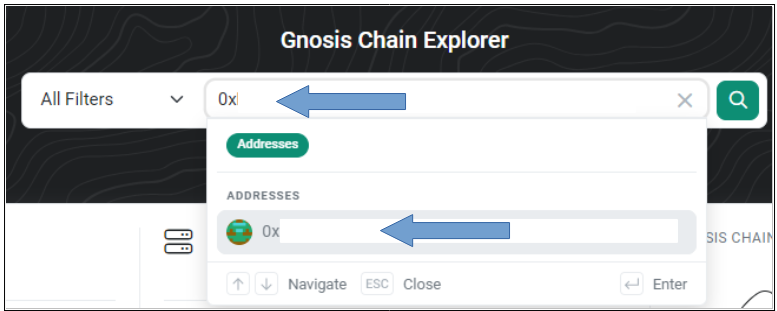 Gnosis Chain Explorer
All Filters
0x
Addresses
ADDRESSES
0x
SIS CHAIN
Navigate
ESC
Close
Enter